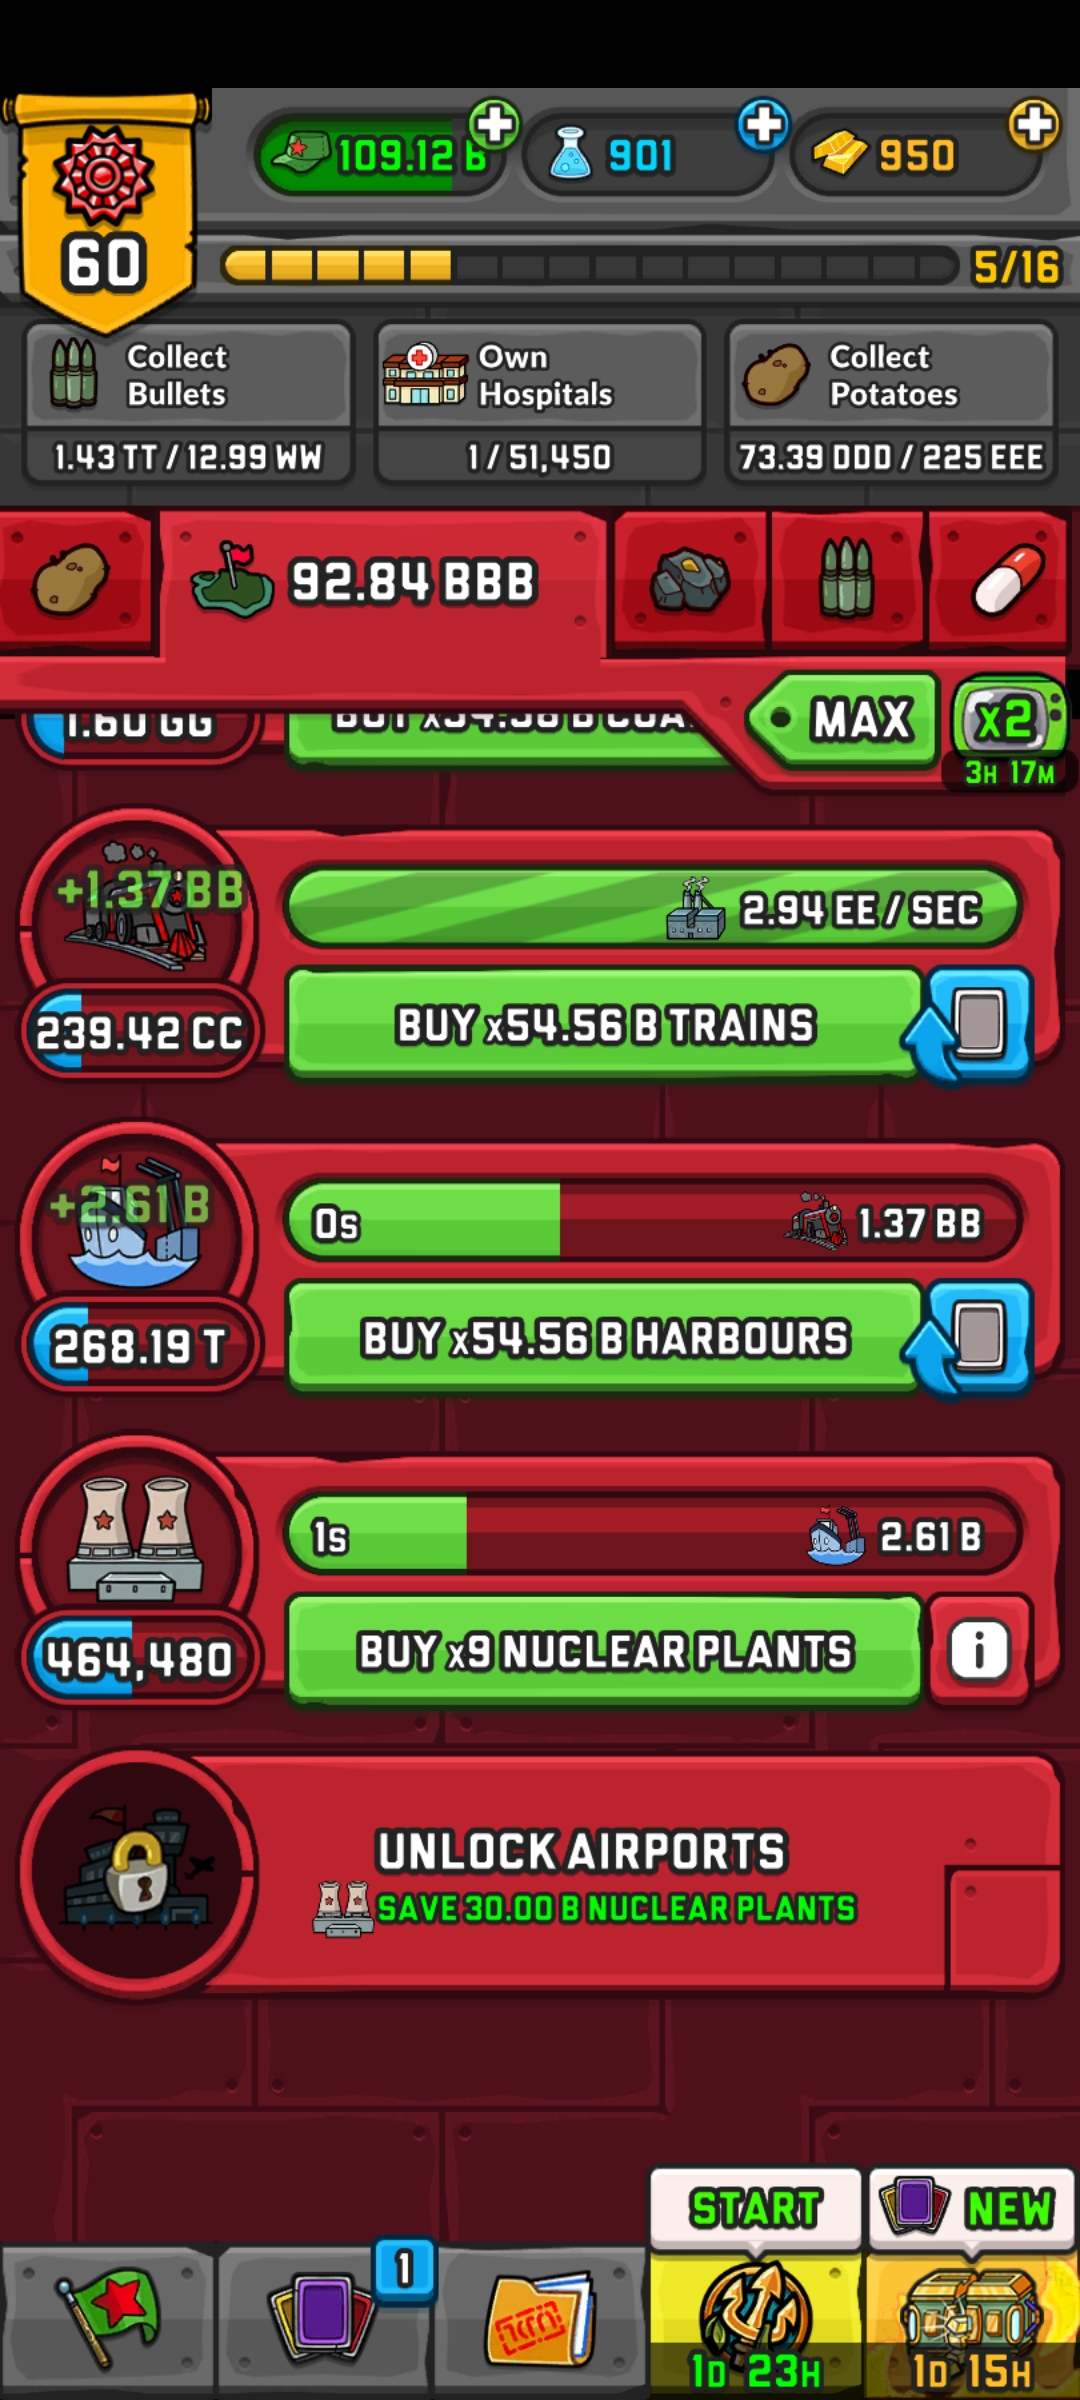 109.12 B
901
950
60
5/16
Collect
Bullets
1.43 TT / 12.99 WW
Own
Hospitals
1 / 51,450
Collect
Potatoes
73.39 DDD / 225 EEE
92.84 BBB
MAX
x2
3H 17M
1.60 GG
+1.37 BB
2.94 EE / SEC
239.42 CC
BUY x54.56 B TRAINS
+2.61 B
0s
1.37 BB
268.19 T
BUY x54.56 B HARBOURS
1s
2.61 B
464,480
BUY x9 NUCLEAR PLANTS
i
UNLOCK AIRPORTS
SAVE 30.00 B NUCLEAR PLANTS
START
NEW
1
1D 23H
1D 15H